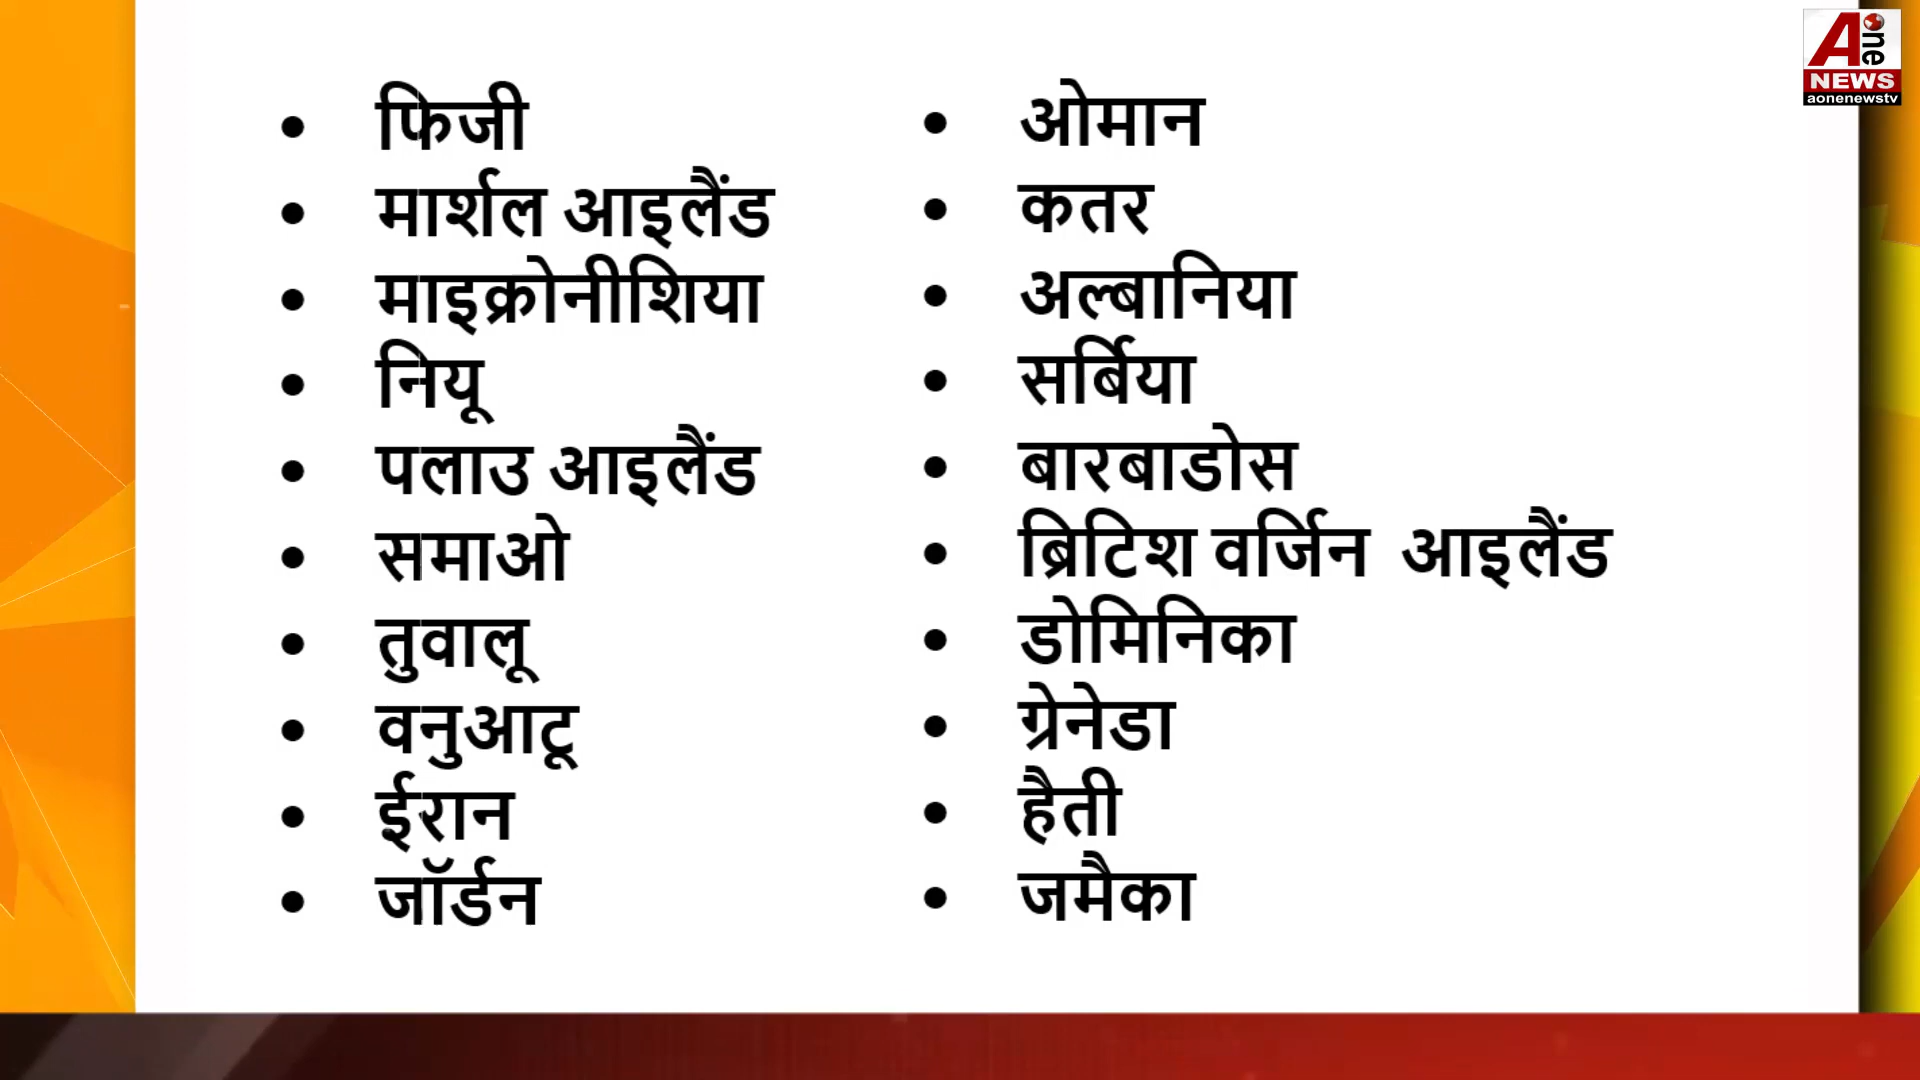 फिजी
मार्शल आइलैंड
माइक्रोनीशिया
नियू
पलाउ आइलैंड
समाओ
तुवालू
वनुआटू
ईरान
जॉर्डन
ओमान
कतर
अल्बानिया
सर्बिया
बारबाडोस
ब्रिटिश वर्जिन आइलैंड
डोमिनिका
ग्रेनेडा
हैती
जमैका
Aone
NEWS
aonenewstv